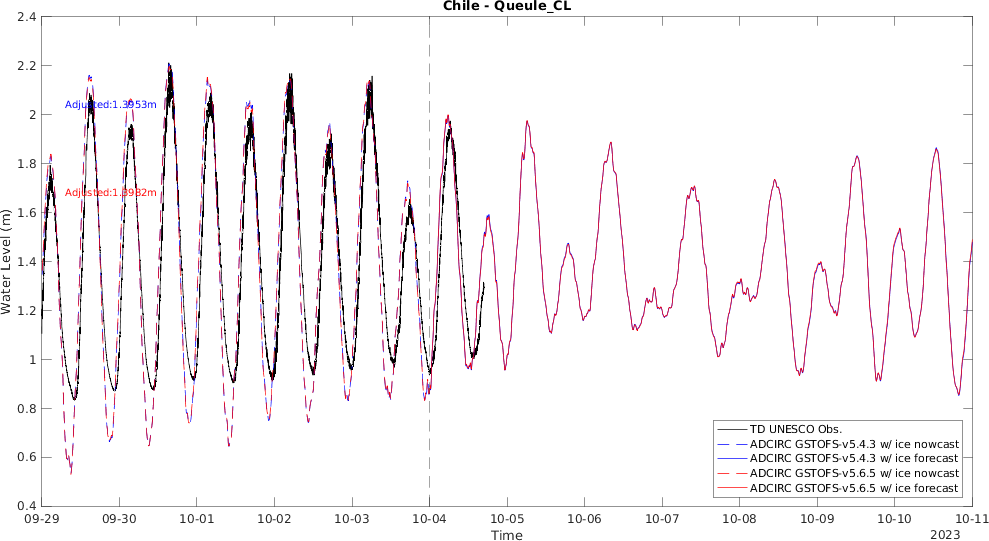 Chile - Queule_CL
2.4
2.2
2
1.8
1.6
1.4
1.2
1
0.8
0.6
0.4
Water Level (m)
Adjusted:1.3953m
Adjusted:1.3982m
TD UNESCO Obs.
ADCIRC GSTOFS-v5.4.3 w/ ice nowcast
ADCIRC GSTOFS-v5.4.3 w/ ice forecast
ADCIRC GSTOFS-v5.6.5 w/ ice nowcast
ADCIRC GSTOFS-v5.6.5 w/ ice forecast
09-29 09-30 10-01 10-02 10-03 10-04 10-05 10-06 10-07 10-08 10-09 10-10 10-11
Time
2023